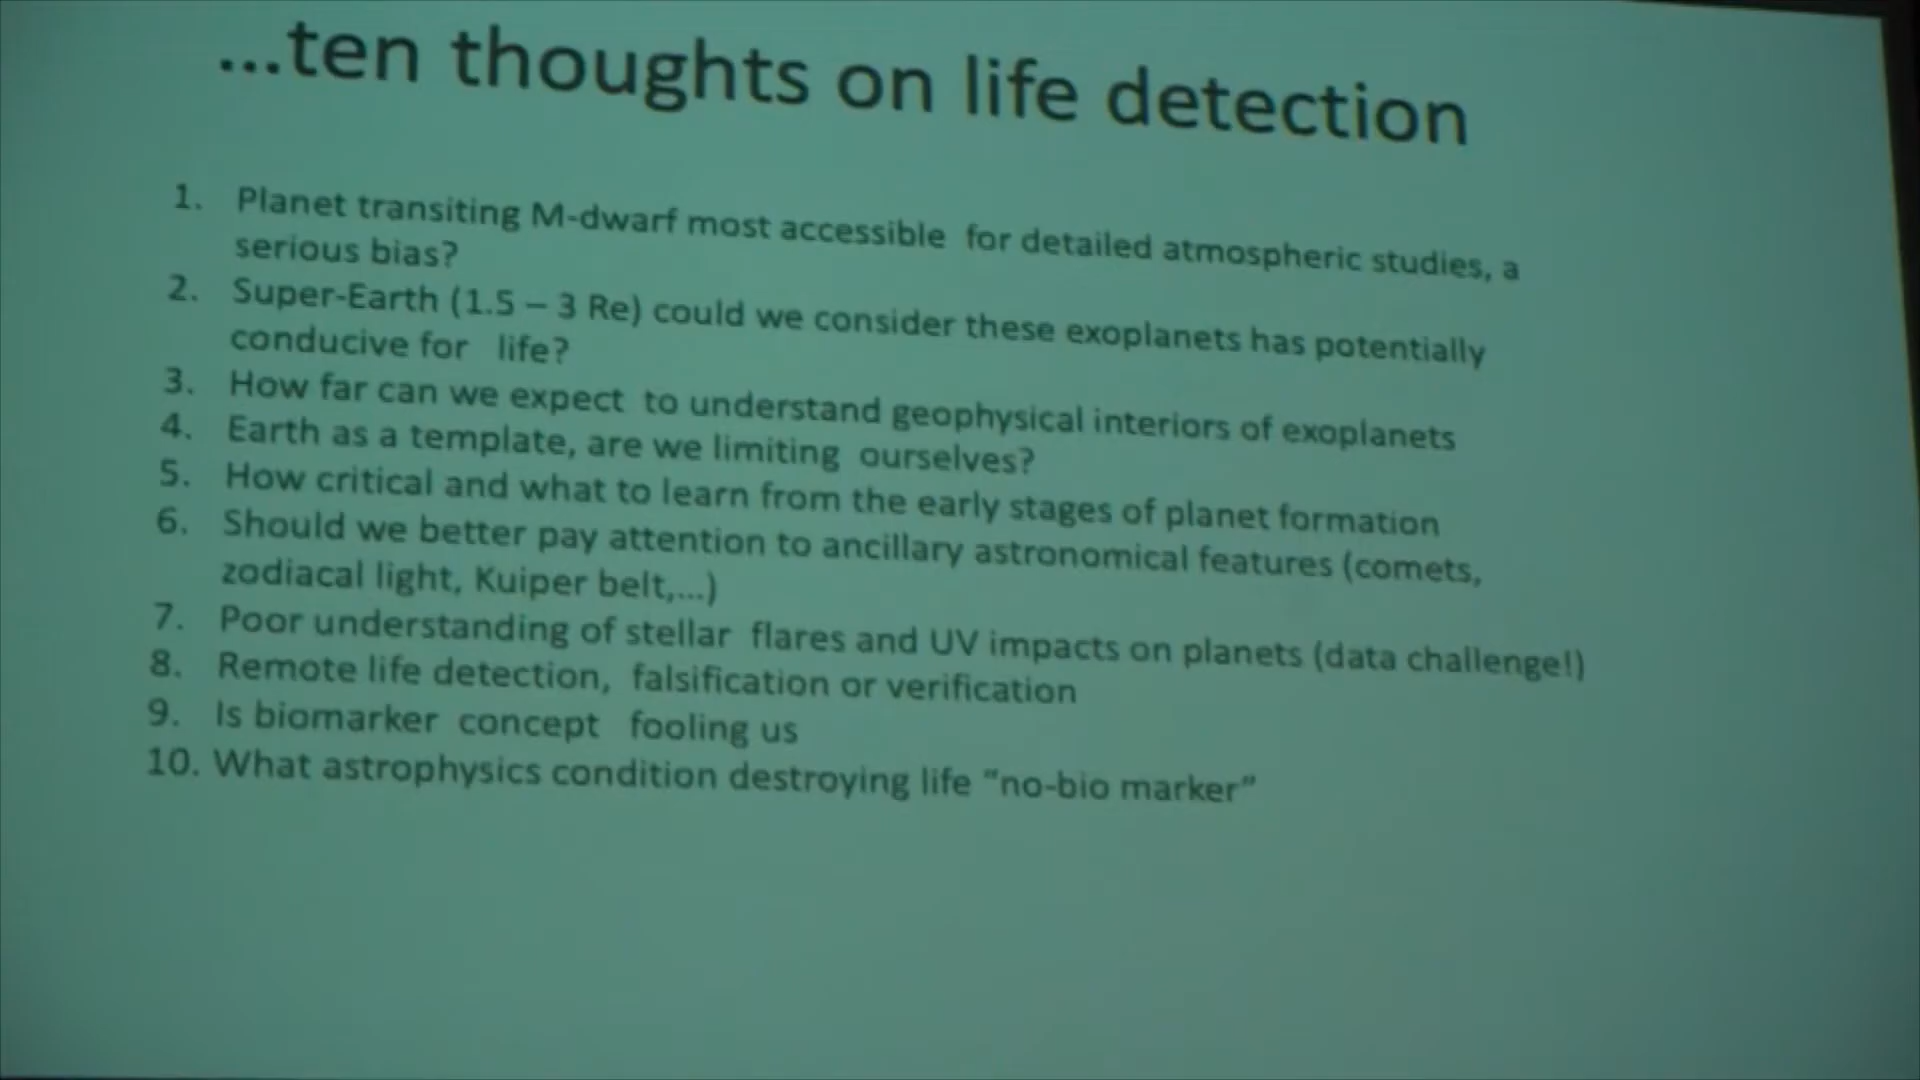 ...ten thoughts on life detection
1. Planet transiting M-dwarf most accessible for detailed atmospheric studies, a
serious bias?
2. Super-Earth (1.5 – 3 Re) could we consider these exoplanets has potentially
conducive for life?
3. How far can we expect to understand geophysical interiors of exoplanets
4. Earth as a template, are we limiting ourselves?
5. How critical and what to learn from the early stages of planet formation
6. Should we better pay attention to ancillary astronomical features (comets,
zodiacal light, Kuiper belt,...)
7. Poor understanding of stellar flares and UV impacts on planets (data challenge!)
8. Remote life detection, falsification or verification
9. Is biomarker concept fooling us
10. What astrophysics condition destroying life “no-bio marker”